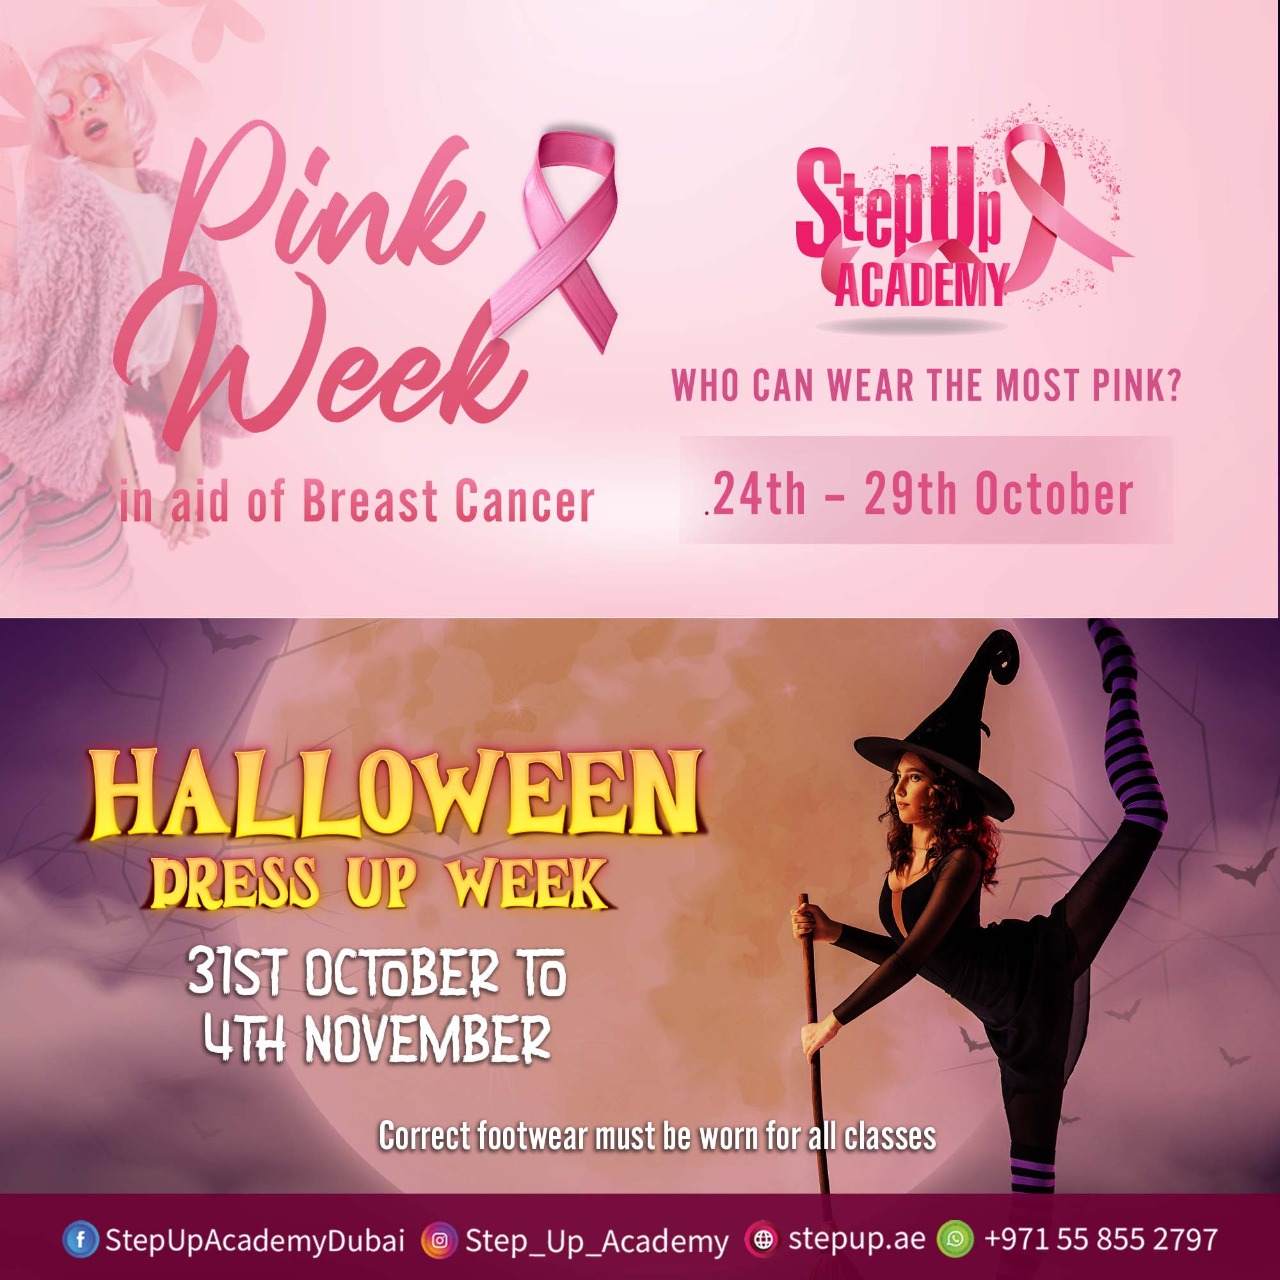 Pink
Week
in aid of Breast Cancer
StepUp
ACADEMY
WHO CAN WEAR THE MOST PINK?
.24th – 29th October
HALLOWEEN
DRESS UP WEEK
31ST OCTOBER TO
4TH NOVEMBER
Correct footwear must be worn for all classes
StepUpAcademyDubai Step_Up_Academy stepup.ae +971 55 855 2797